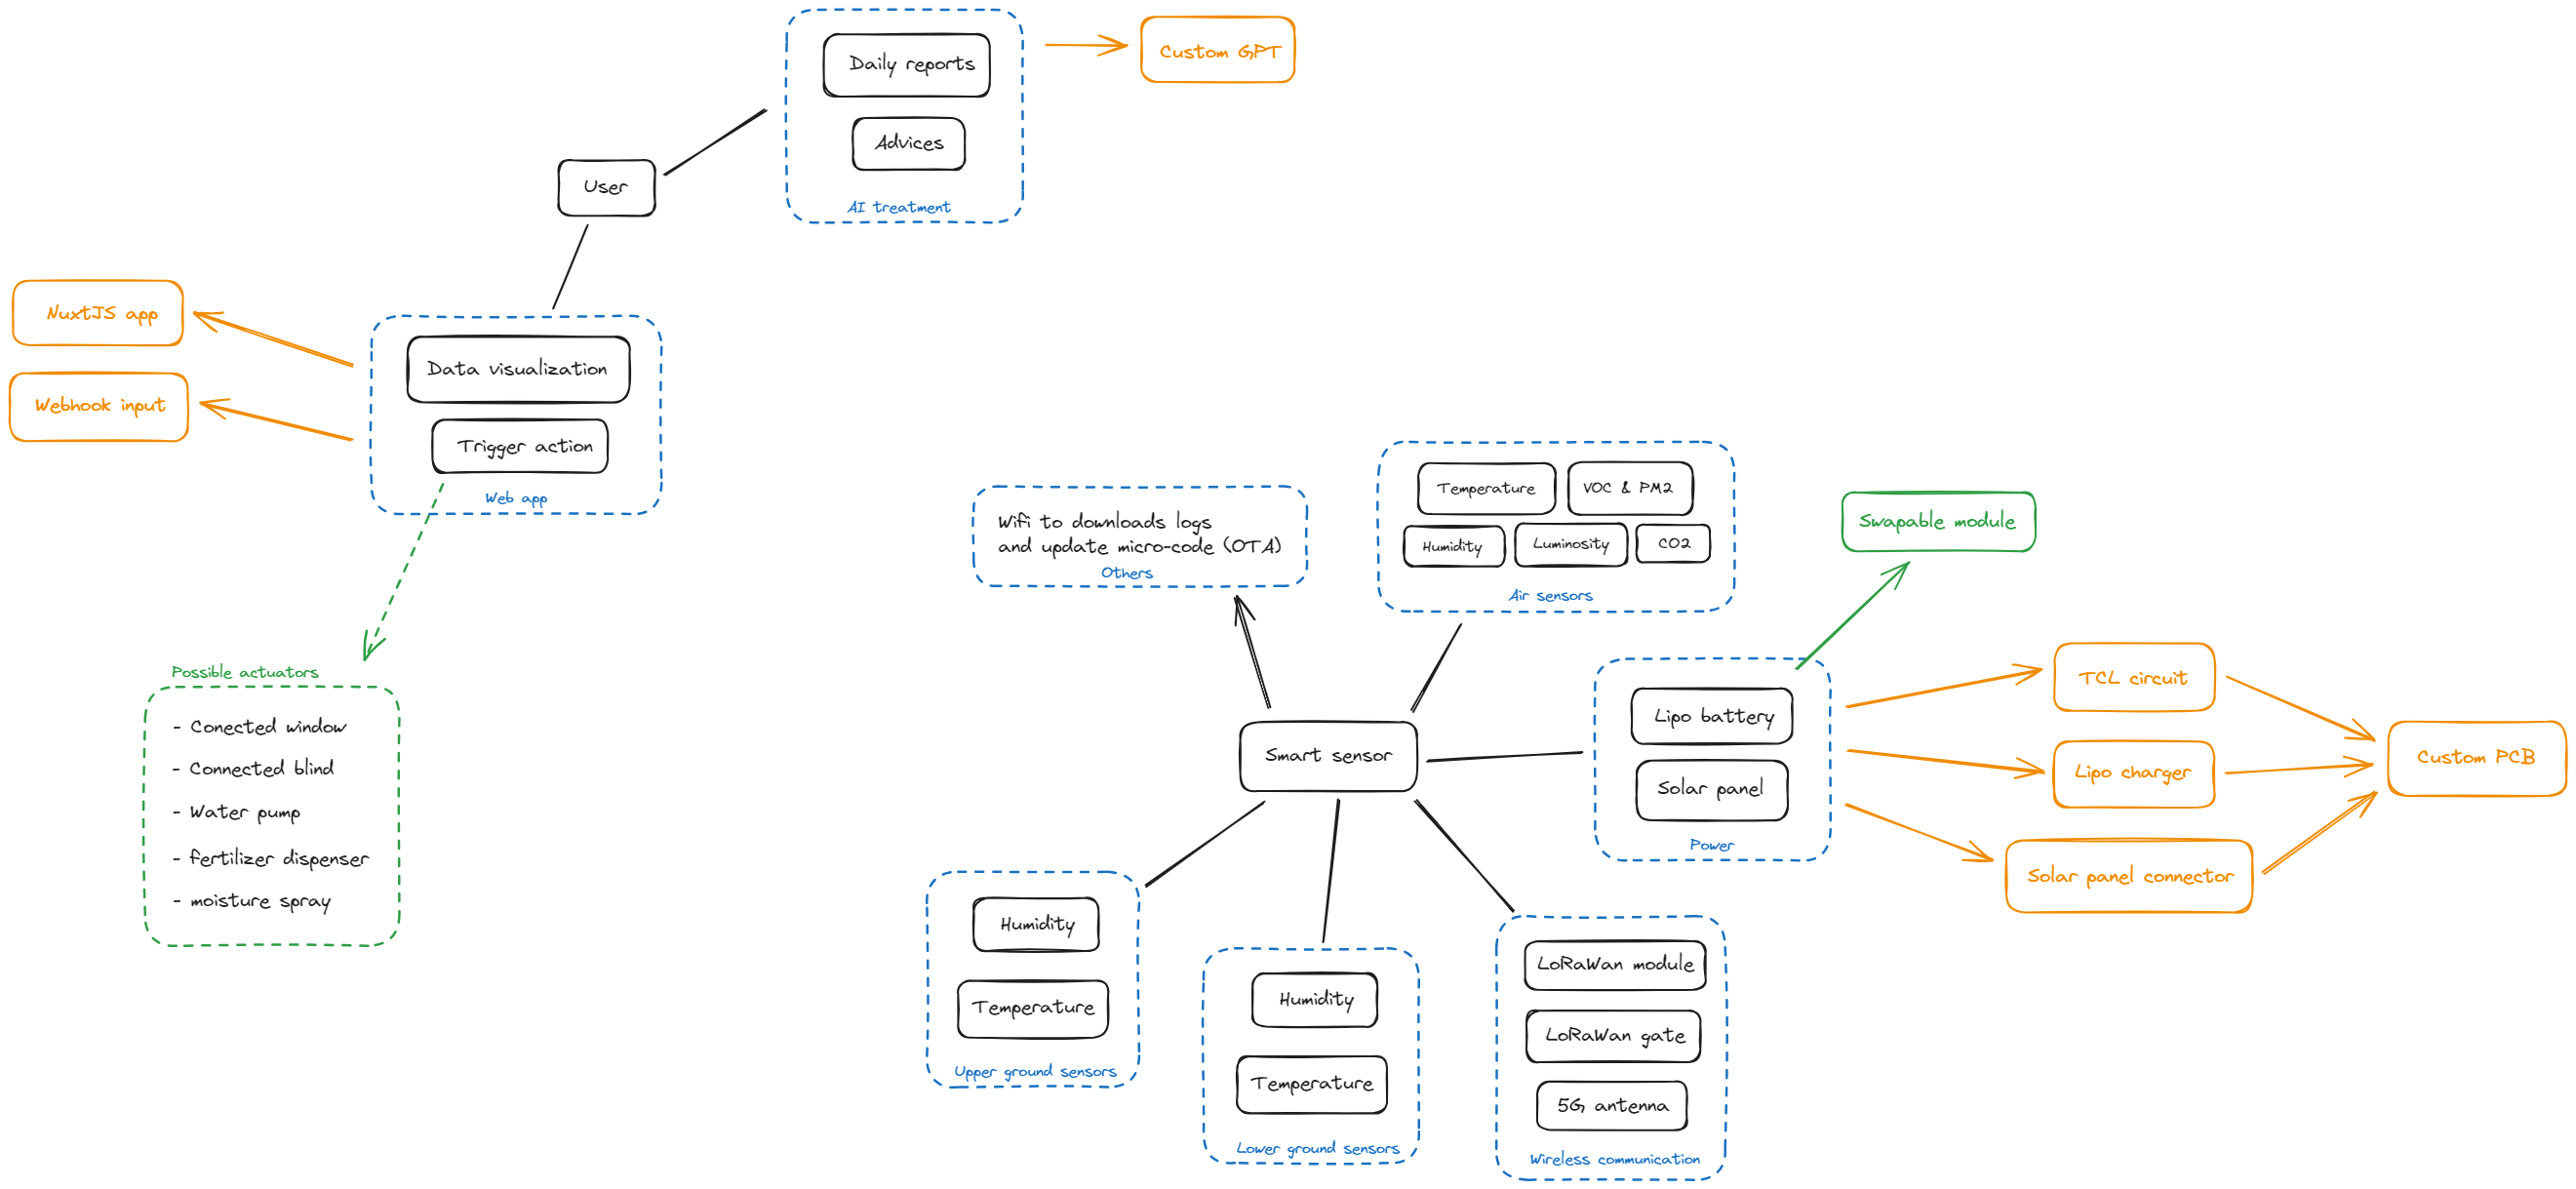 Daily reports
Advices
AI treatment
Custom GPT
User
NuxtJS app
Webhook input
Data visualization
Trigger action
Web app
Possible actuators
- Conected window
- Connected blind
- Water pump
- fertilizer dispenser
- moisture spray
Wifi to downloads logs
and update micro-code (OTA)
Others
Temperature
VOC & PM2
Humidity
Luminosity
CO2
Air sensors
Swapable module
Smart sensor
Lipo battery
Solar panel
Power
TCL circuit
Lipo charger
Solar panel connector
Custom PCB
Humidity
Temperature
Upper ground sensors
Humidity
Temperature
Lower ground sensors
LoRaWan module
LoRaWan gate
5G antenna
Wireless communication